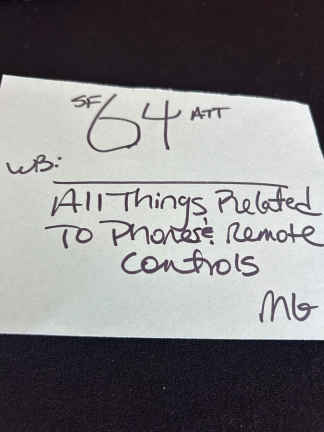 SF 64 ATT
WB:
All Things Related
To Phones & Remote
Controls
MG